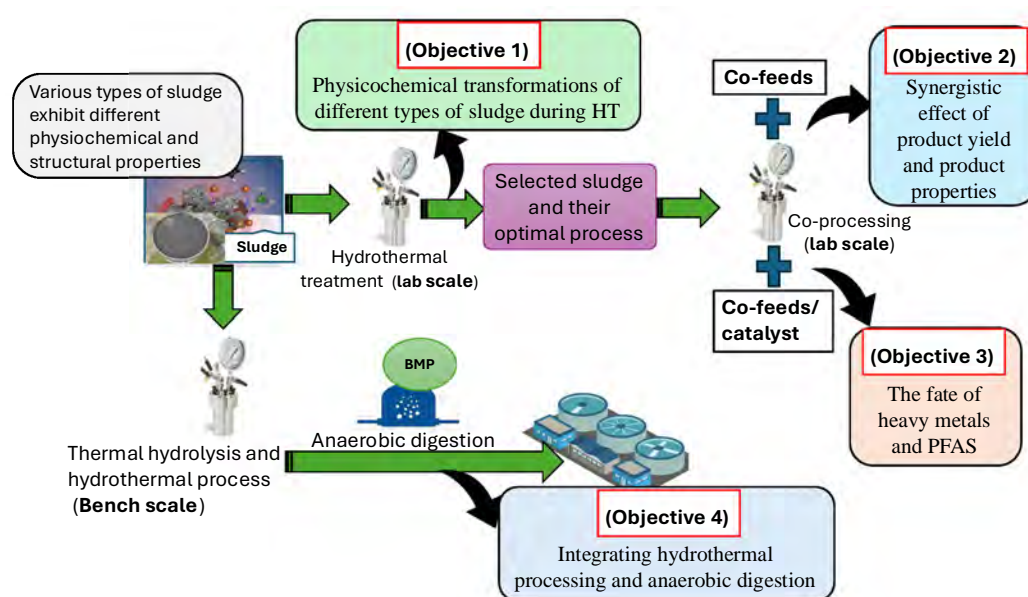 Various types of sludge
exhibit different
physiochemical and
structural properties
Sludge
(Objective 1)
Physicochemical transformations of
different types of sludge during HT
Hydrothermal
treatment (lab scale)
Selected sludge
and their
optimal process
Co-feeds
Co-processing
(lab scale)
Co-feeds/
catalyst
(Objective 2)
Synergistic
effect of
product yield
and product
properties
(Objective 3)
The fate of
heavy metals
and PFAS
Thermal hydrolysis and
hydrothermal process
(Bench scale)
BMP
Anaerobic digestion
(Objective 4)
Integrating hydrothermal
processing and anaerobic digestion